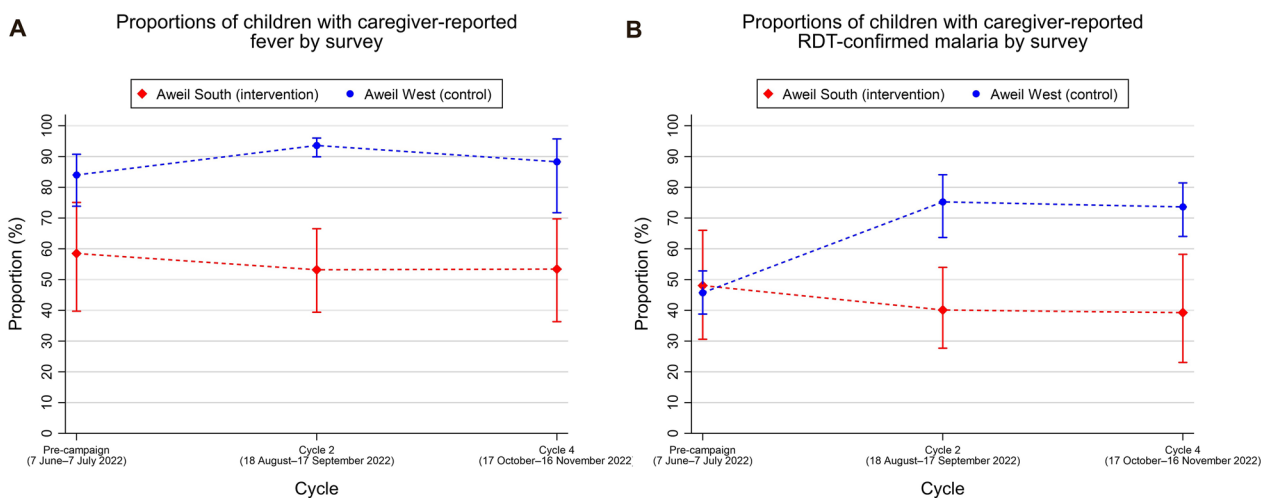 A
Proportions of children with caregiver-reported
fever by survey
Aweil South (intervention)
Aweil West (control)
Proportion (%)
100
90
80
70
60
50
40
30
20
10
0
Pre-campaign
(7 June–7 July 2022)
Cycle 2
(18 August–17 September 2022)
Cycle 4
(17 October–16 November 2022)
Cycle
B
Proportions of children with caregiver-reported
RDT-confirmed malaria by survey
Aweil South (intervention)
Aweil West (control)
Proportion (%)
100
90
80
70
60
50
40
30
20
10
0
Pre-campaign
(7 June–7 July 2022)
Cycle 2
(18 August–17 September 2022)
Cycle 4
(17 October–16 November 2022)
Cycle